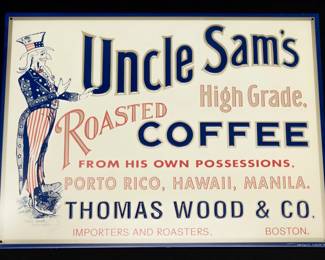 Uncle Sam's
High Grade,
ROASTED
COFFEE
FROM HIS OWN POSSESSIONS,
PORTO RICO, HAWAII, MANILA.
THOMAS WOOD & CO.
IMPORTERS AND ROASTERS, BOSTON.